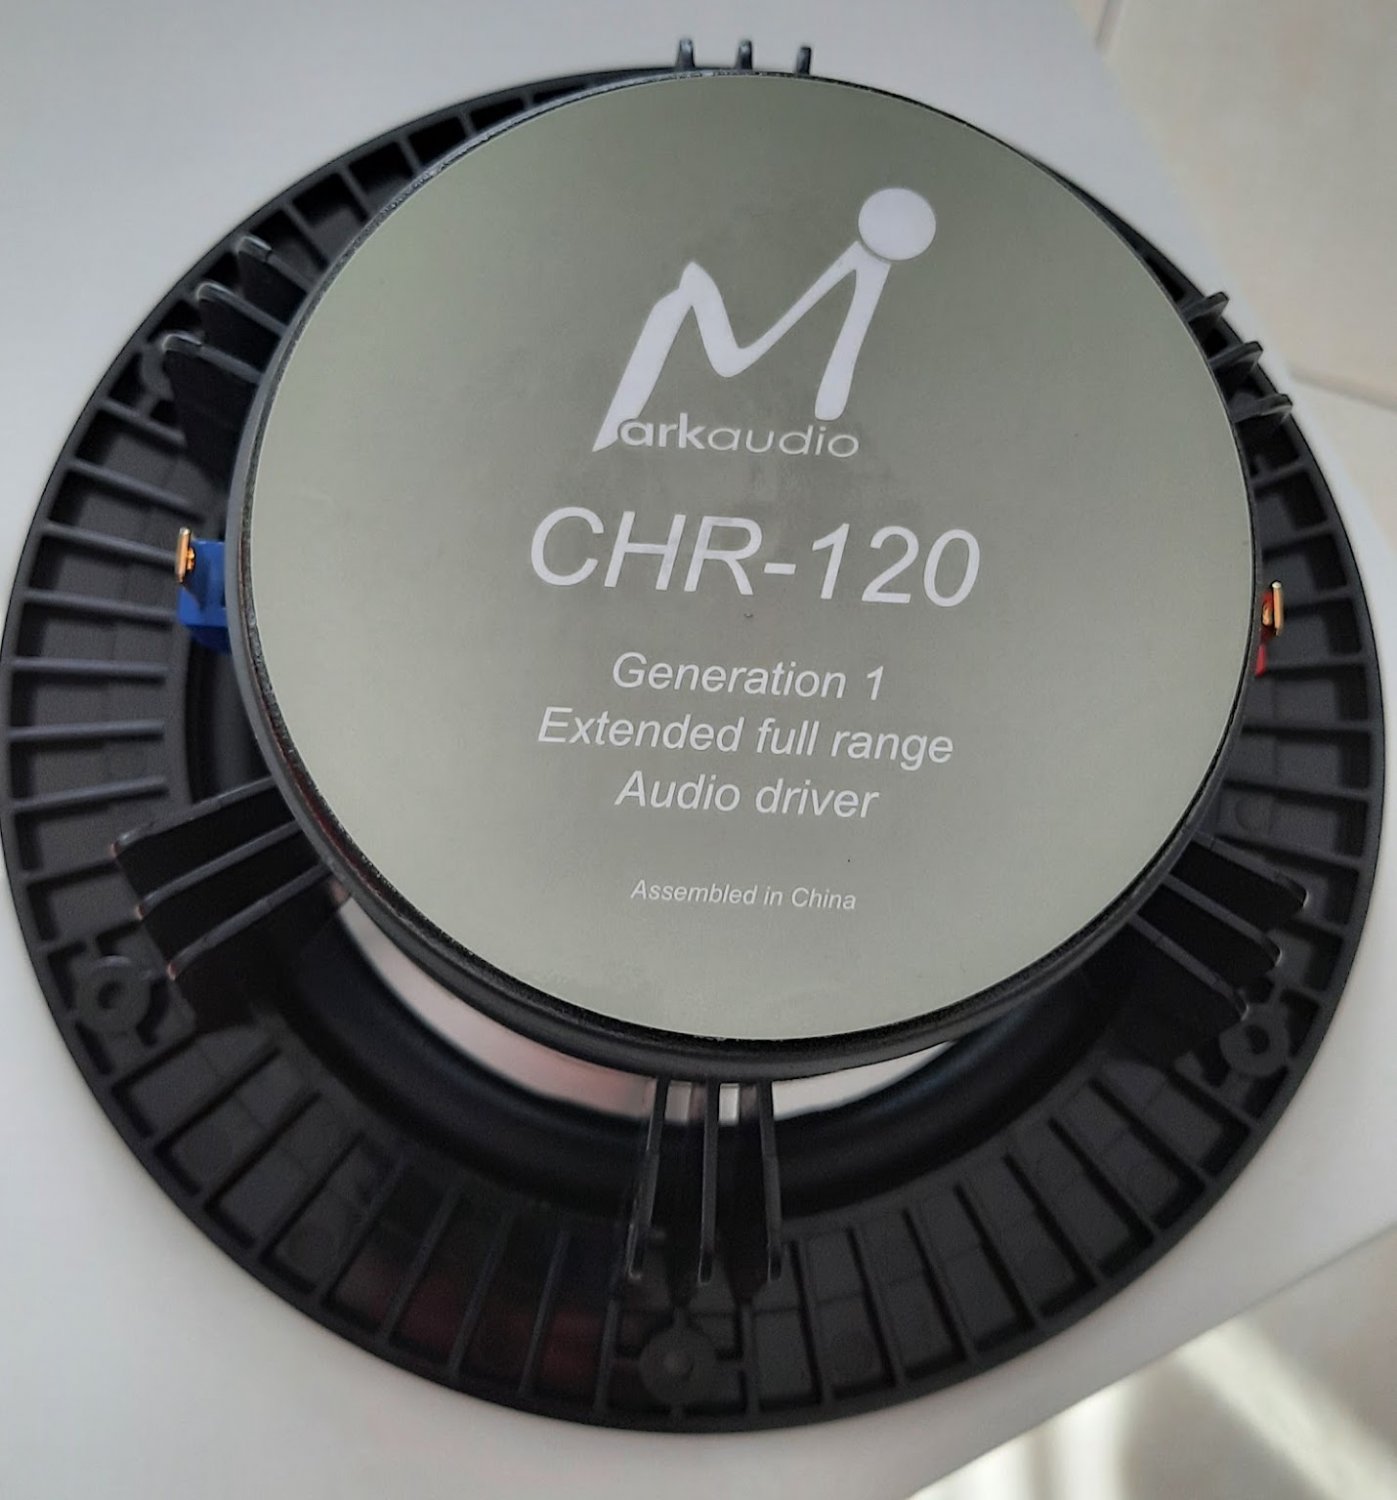 Markaudio
CHR-120
Generation 1
Extended full range
Audio driver
Assembled in China